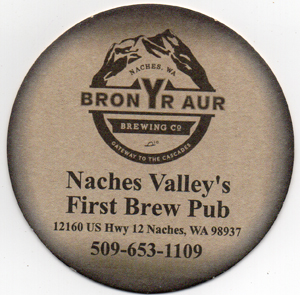 NACHES, WA
BRON YR AUR
BREWING CO
GATEWAY TO THE CASCADES
Naches Valley's
First Brew Pub
12160 US Hwy 12 Naches, WA 98937
509-653-1109